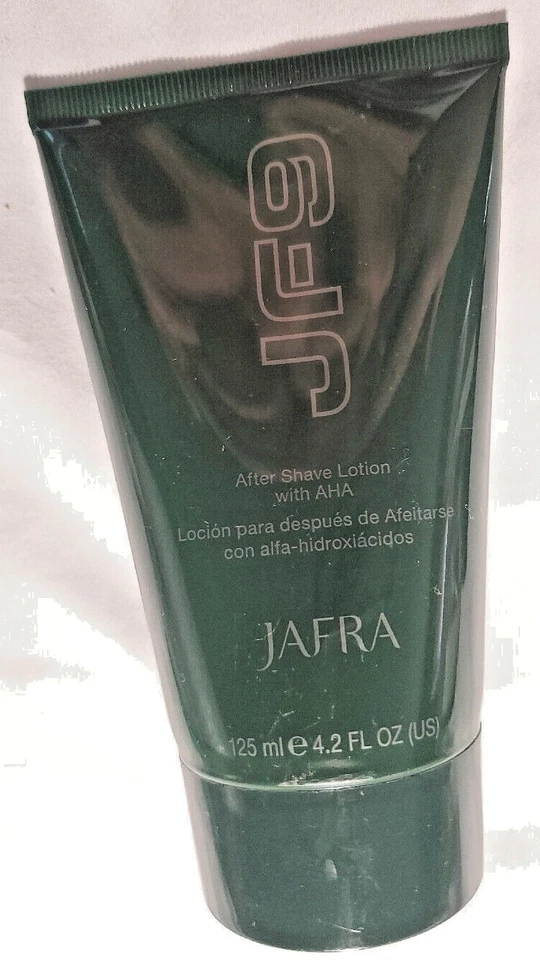 JF9
After Shave Lotion
with AHA
Loción para después de Afeitarse
con alfa-hidroxiácidos
JAFRA
125 ml ℮ 4.2 FL OZ (US)